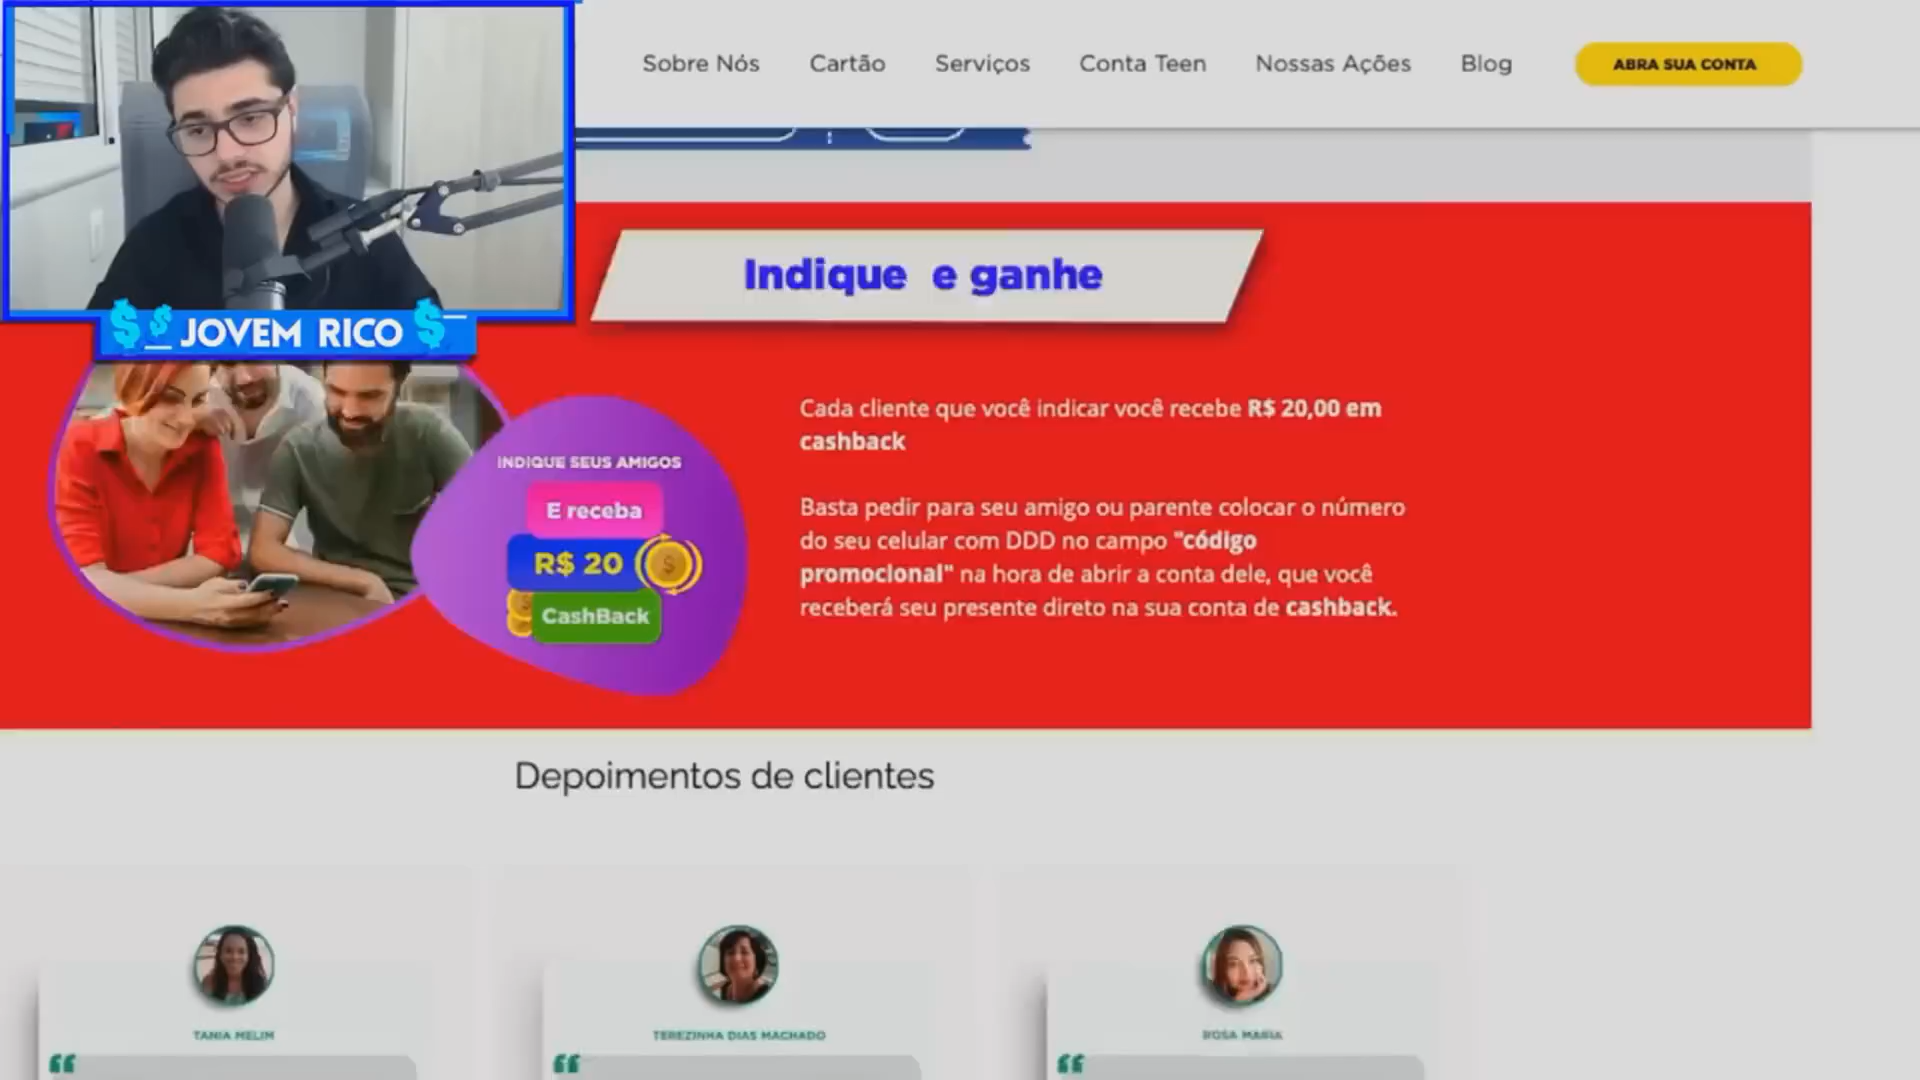 Sobre Nós
Cartão
Serviços
Conta Teen
Nossas Ações
Blog
ABRA SUA CONTA
$ $ JOVEM RICO $
Indique e ganhe
INDIQUE SEUS AMIGOS
E receba
R$ 20
CashBack
Cada cliente que você indicar você recebe R$ 20,00 em
cashback
Basta pedir para seu amigo ou parente colocar o número
do seu celular com DDD no campo "código
promocional" na hora de abrir a conta dele, que você
receberá seu presente direto na sua conta de cashback.
Depoimentos de clientes
TANIA MELIM
TEREZINHA DIAS MACHADO
ROSA MARIA